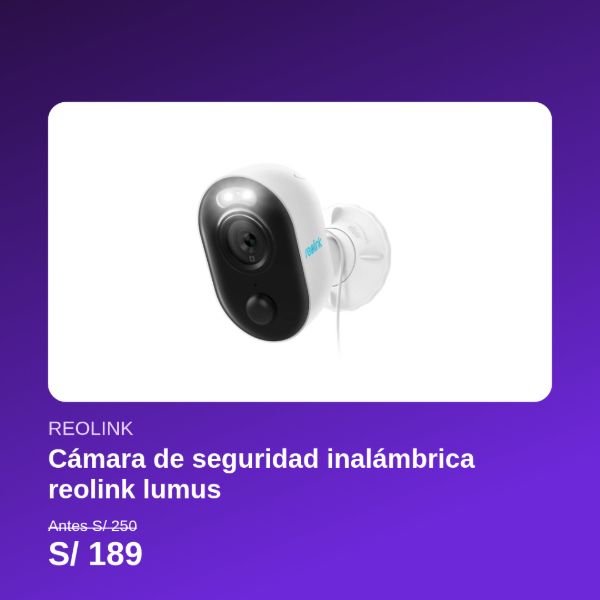 reolink
REOLINK
Cámara de seguridad inalámbrica
reolink lumus
Antes S/ 250
S/ 189